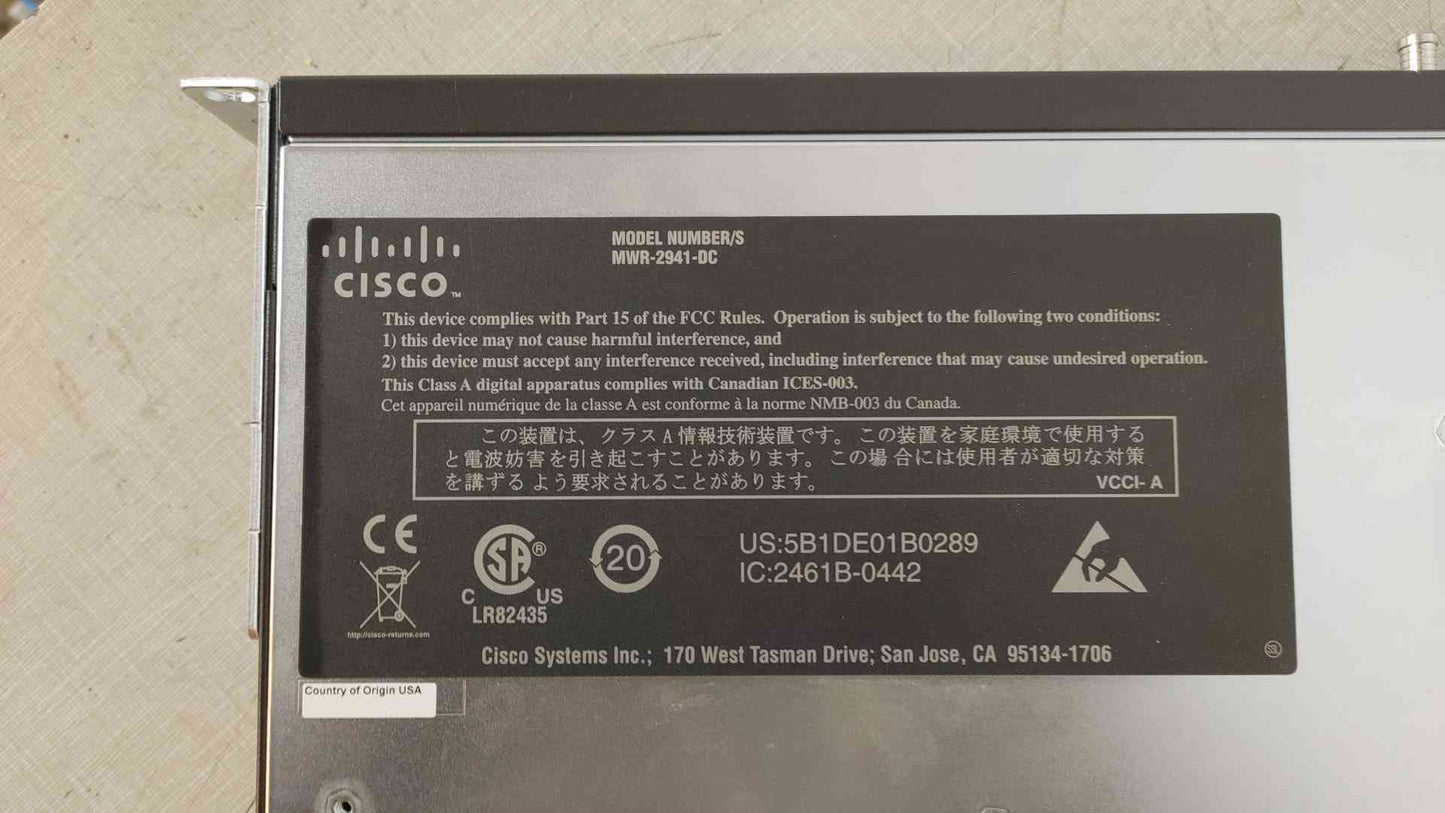 CISCO™
MODEL NUMBER/S
MWR-2941-DC
This device complies with Part 15 of the FCC Rules. Operation is subject to the following two conditions:
1) this device may not cause harmful interference, and
2) this device must accept any interference received, including interference that may cause undesired operation.
This Class A digital apparatus complies with Canadian ICES-003.
Cet appareil numérique de la classe A est conforme à la norme NMB-003 du Canada.
この装置は、クラス A 情報技術装置です。この装置を家庭環境で使用する
と電波妨害を引き起こすことがあります。この場合には使用者が適切な対策
を講ずるよう要求されることがあります。 VCCI- A
CE
SA®
C US
LR82435
20
US:5B1DE01B0289
IC:2461B-0442
http://cisco-returns.com
Cisco Systems Inc.; 170 West Tasman Drive; San Jose, CA 95134-1706
SSL
Country of Origin USA